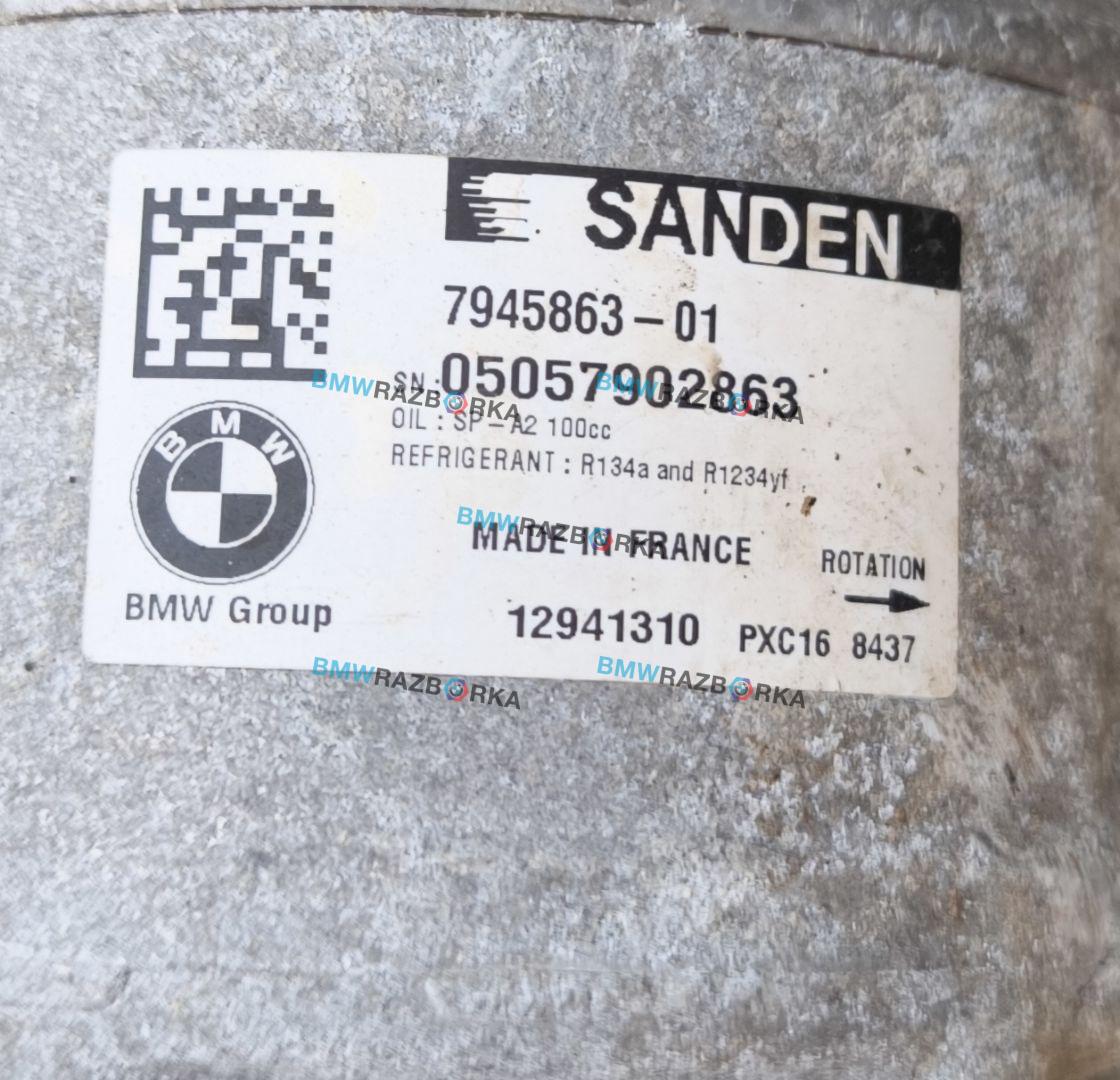 SANDEN
7945863-01
SN:05057902863
OIL : SP-A2 100cc
REFRIGERANT : R134a and R1234yf
MADE IN FRANCE
ROTATION
BMW
BMW Group
12941310 PXC16 8437
BMWRAZBORKA
BMWRAZBORKA
BMWRAZBORKA
BMWRAZBORKA
BMWRAZBORKA